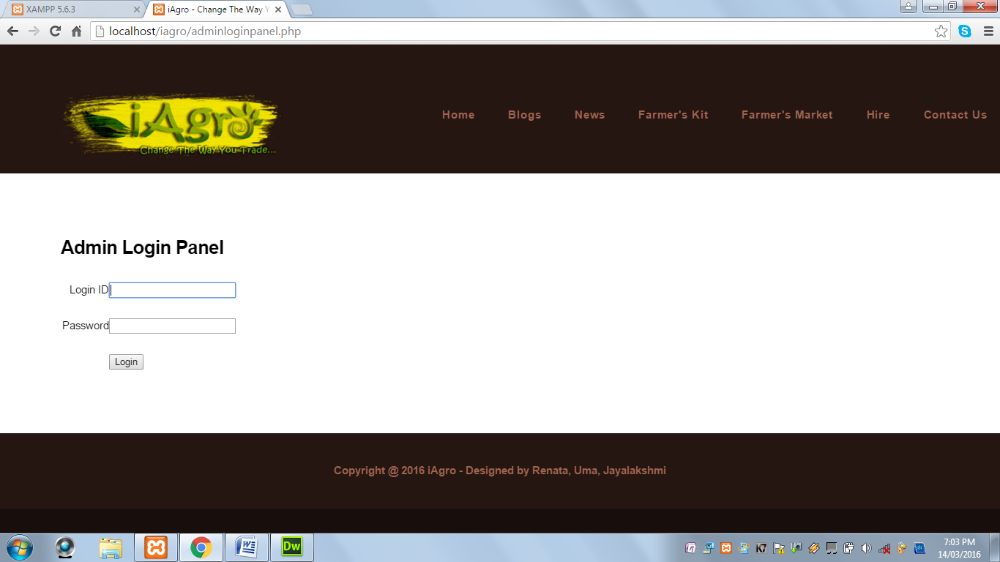 XAMPP 5.6.3
iAgro - Change The Way Y
localhost/iagro/adminloginpanel.php
iAgro
Change The Way You Trade...
Home Blogs News Farmer's Kit Farmer's Market Hire Contact Us
Admin Login Panel
Login ID
Password
Login
Copyright @ 2016 iAgro - Designed by Renata, Uma, Jayalakshmi
Dw
K7
7:03 PM
14/03/2016